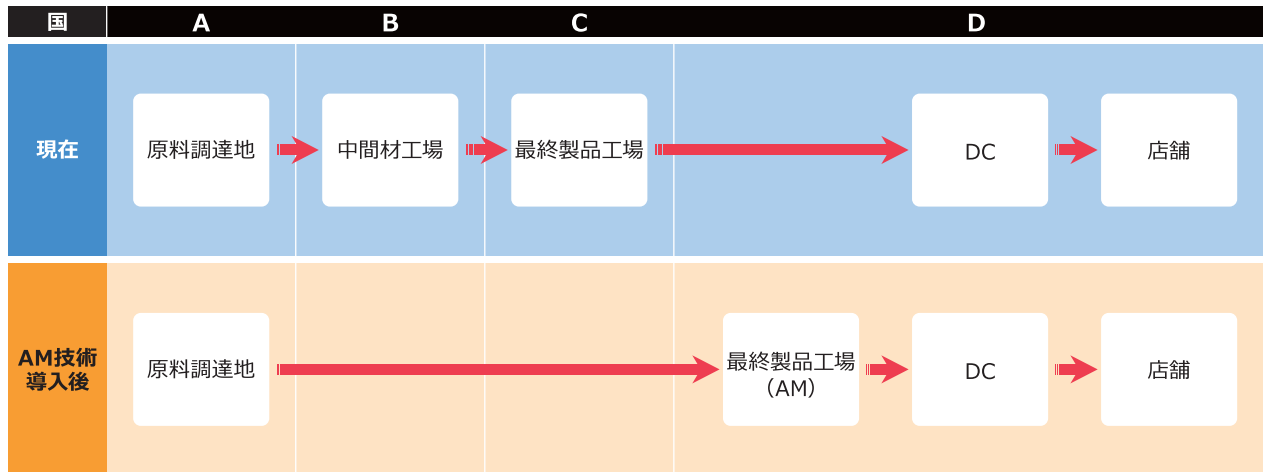 国 A B C D
現在
原料調達地 中間材工場 最終製品工場 DC 店舗
AM技術
導入後
原料調達地
最終製品工場
（AM）
DC
店舗